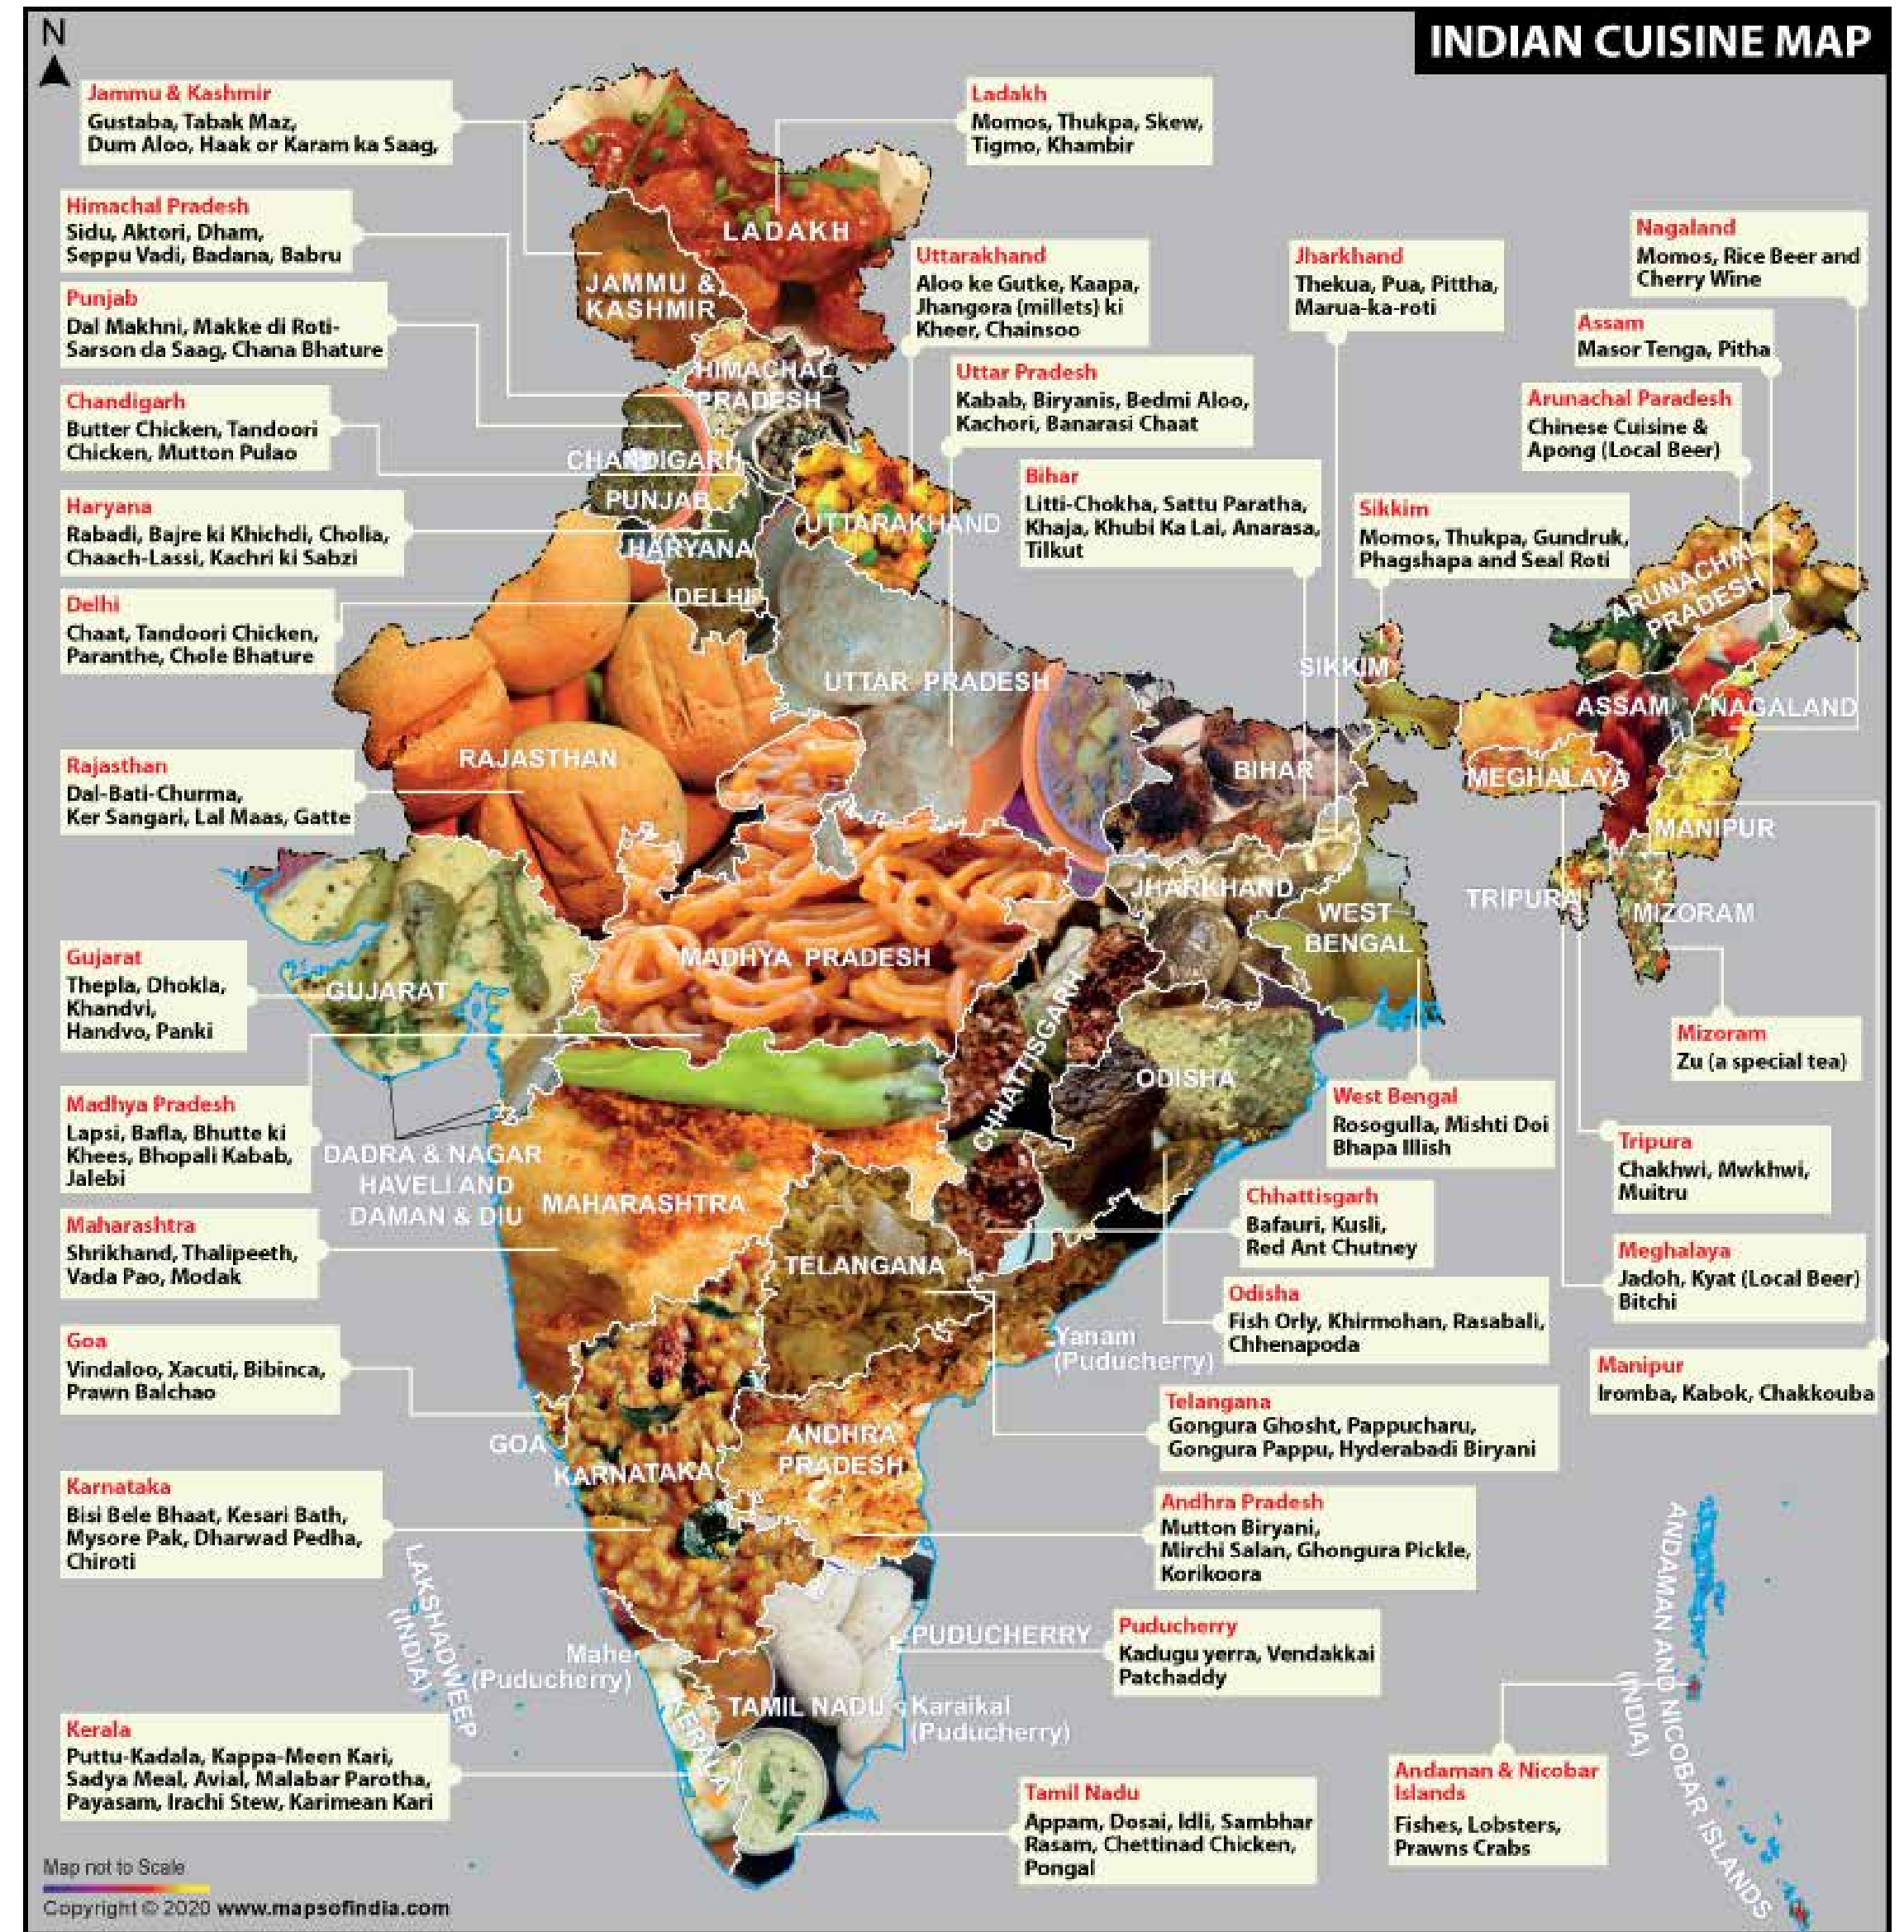 N
INDIAN CUISINE MAP
Jammu & Kashmir
Gustaba, Tabak Maz,
Dum Aloo, Haak or Karam ka Saag,
Ladakh
Momos, Thukpa, Skew,
Tigmo, Khambir
Himachal Pradesh
Sidu, Aktori, Dham,
Seppu Vadi, Badana, Babru
Punjab
Dal Makhni, Makke di Roti-
Sarson da Saag, Chana Bhature
Chandigarh
Butter Chicken, Tandoori
Chicken, Mutton Pulao
Haryana
Rabadi, Bajre ki Khichdi, Cholia,
Chaach-Lassi, Kachri ki Sabzi
Delhi
Chaat, Tandoori Chicken,
Paranthe, Chole Bhature
Rajasthan
Dal-Bati-Churma,
Ker Sangari, Lal Maas, Gatte
Gujarat
Thepla, Dhokla,
Khandvi,
Handvo, Panki
Madhya Pradesh
Lapsi, Bafla, Bhutte ki
Khees, Bhopali Kabab,
Jalebi
Maharashtra
Shrikhand, Thalipeeth,
Vada Pao, Modak
Goa
Vindaloo, Xacuti, Bibinca,
Prawn Balchao
Karnataka
Bisi Bele Bhaat, Kesari Bath,
Mysore Pak, Dharwad Pedha,
Chiroti
Kerala
Puttu-Kadala, Kappa-Meen Kari,
Sadya Meal, Avial, Malabar Parotha,
Payasam, Irachi Stew, Karimean Kari
Uttarakhand
Aloo ke Gutke, Kaapa,
Jhangora (millets) ki
Kheer, Chainsoo
Uttar Pradesh
Kabab, Biryanis, Bedmi Aloo,
Kachori, Banarasi Chaat
Bihar
Litti-Chokha, Sattu Paratha,
Khaja, Khubi Ka Lai, Anarasa,
Tilkut
Jharkhand
Thekua, Pua, Pittha,
Marua-ka-roti
Sikkim
Momos, Thukpa, Gundruk,
Phagshapa and Seal Roti
Nagaland
Momos, Rice Beer and
Cherry Wine
Assam
Masor Tenga, Pitha
Arunachal Paradesh
Chinese Cuisine &
Apong (Local Beer)
Mizoram
Zu (a special tea)
West Bengal
Rosogulla, Mishti Doi
Bhapa Illish
Tripura
Chakhwi, Mwkhwi,
Muitru
Chhattisgarh
Bafauri, Kusli,
Red Ant Chutney
Meghalaya
Jadoh, Kyat (Local Beer)
Bitchi
Odisha
Fish Orly, Khirmohan, Rasabali,
Chhenapoda
Manipur
Iromba, Kabok, Chakkouba
Telangana
Gongura Ghosht, Pappucharu,
Gongura Pappu, Hyderabadi Biryani
Andhra Pradesh
Mutton Biryani,
Mirchi Salan, Ghongura Pickle,
Korikoora
Puducherry
Kadugu yerra, Vendakkai
Patchaddy
Tamil Nadu
Appam, Dosai, Idli, Sambhar
Rasam, Chettinad Chicken,
Pongal
Andaman & Nicobar
Islands
Fishes, Lobsters,
Prawns Crabs
LADAKH
JAMMU &
KASHMIR
HIMACHAL
PRADESH
CHANDIGARH
PUNJAB
UTTARAKHAND
HARYANA
DELHI
UTTAR PRADESH
RAJASTHAN
BIHAR
SIKKIM
ARUNACHAL
PRADESH
ASSAM
NAGALAND
MEGHALAYA
MANIPUR
TRIPURA
MIZORAM
JHARKHAND
WEST
BENGAL
MADHYA PRADESH
GUJARAT
CHHATTISGARH
ODISHA
DADRA & NAGAR
HAVELI AND
DAMAN & DIU
MAHARASHTRA
TELANGANA
Yanam
(Puducherry)
GOA
KARNATAKA
ANDHRA
PRADESH
LAKSHADWEEP
(INDIA)
Mahe
(Puducherry)
PUDUCHERRY
TAMIL NADU
Karaikal
(Puducherry)
KERALA
ANDAMAN AND NICOBAR ISLANDS
(INDIA)
Map not to Scale
Copyright © 2020 www.mapsofindia.com